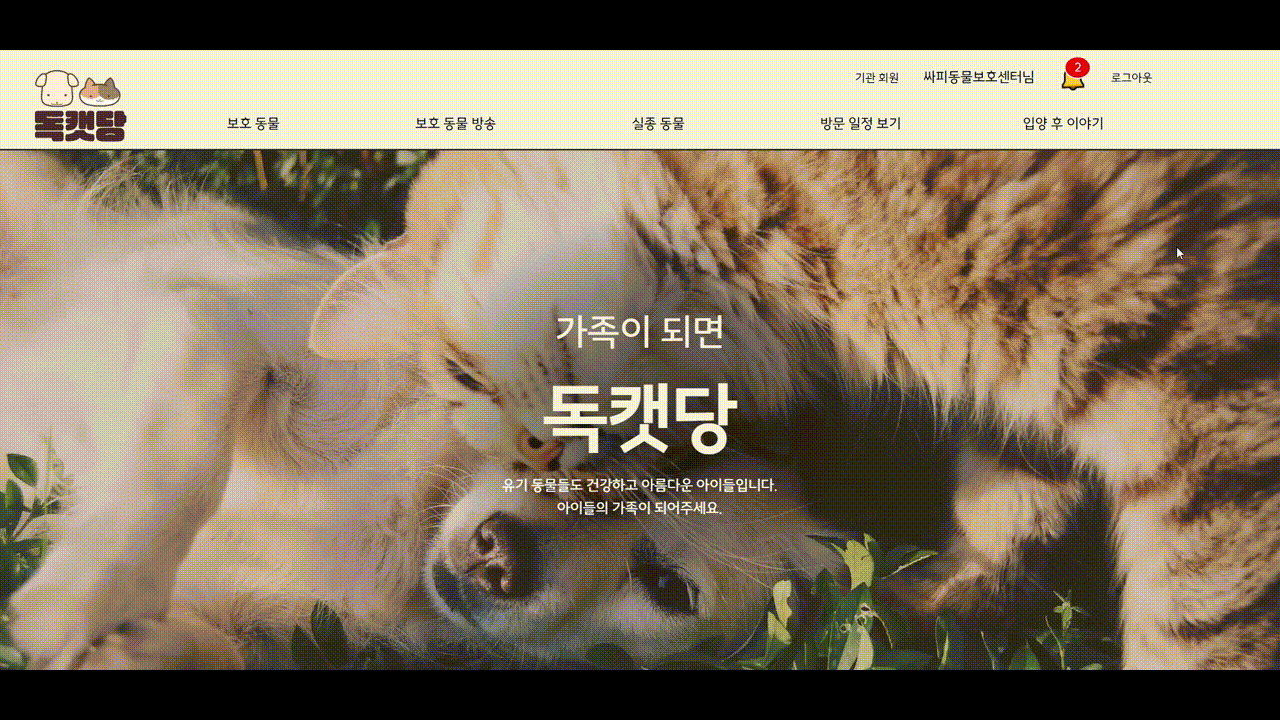 기관 회원 싸피동물보호센터님 2 로그아웃
독캣당
보호 동물 보호 동물 방송 실종 동물 방문 일정 보기 입양 후 이야기
가족이 되면
독캣당
유기 동물들도 건강하고 아름다운 아이들입니다.
아이들의 가족이 되어주세요.